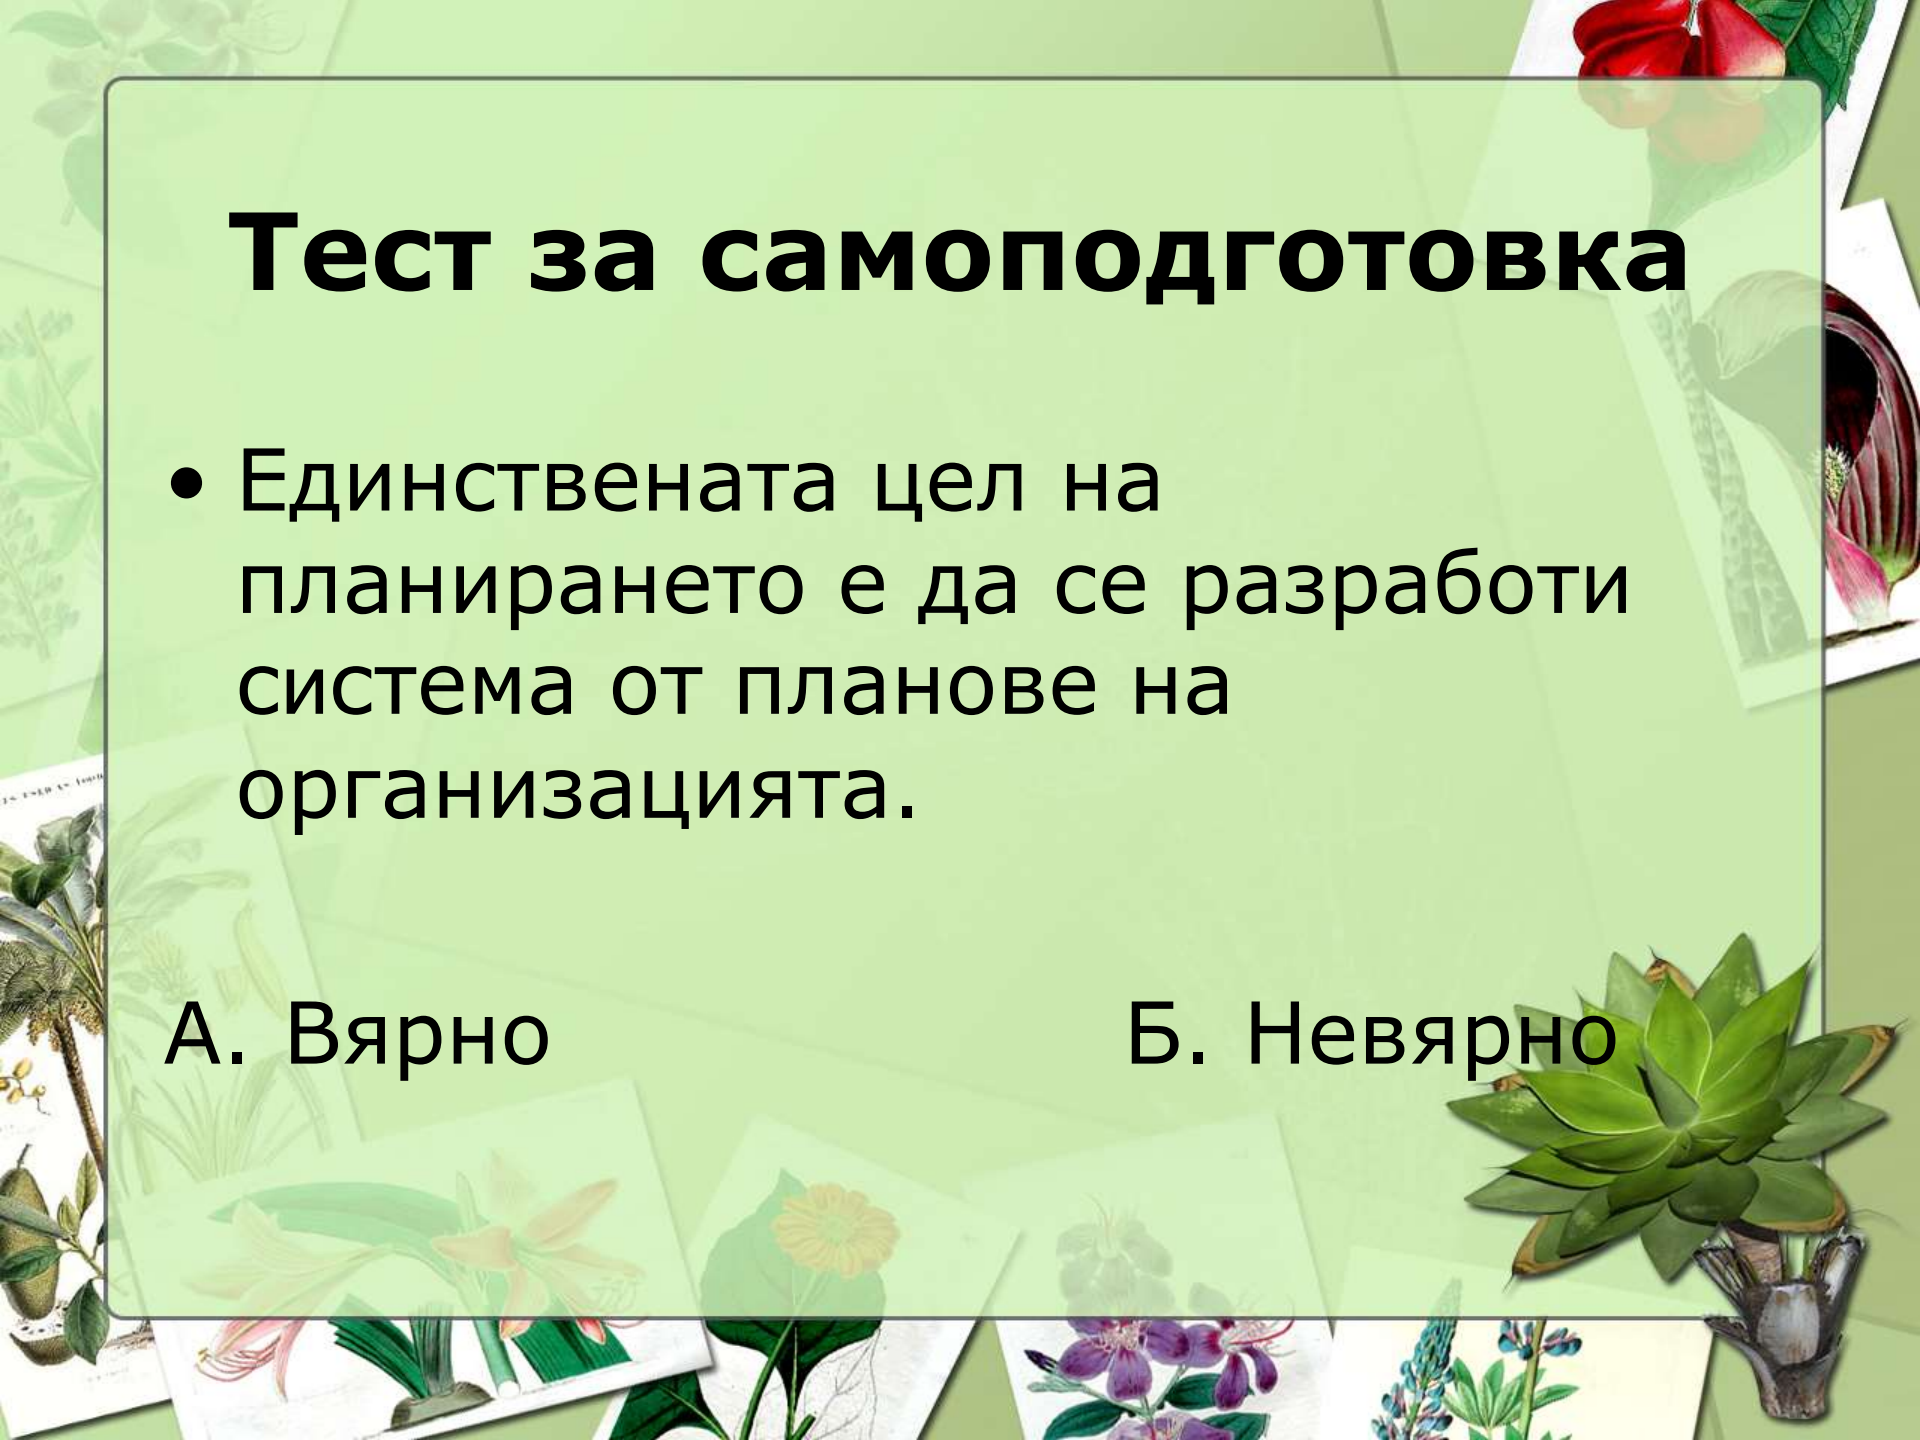 Тест за самоподготовка
• Единствената цел на
планирането е да се разработи
система от планове на
организацията.
А. Вярно Б. Невярно